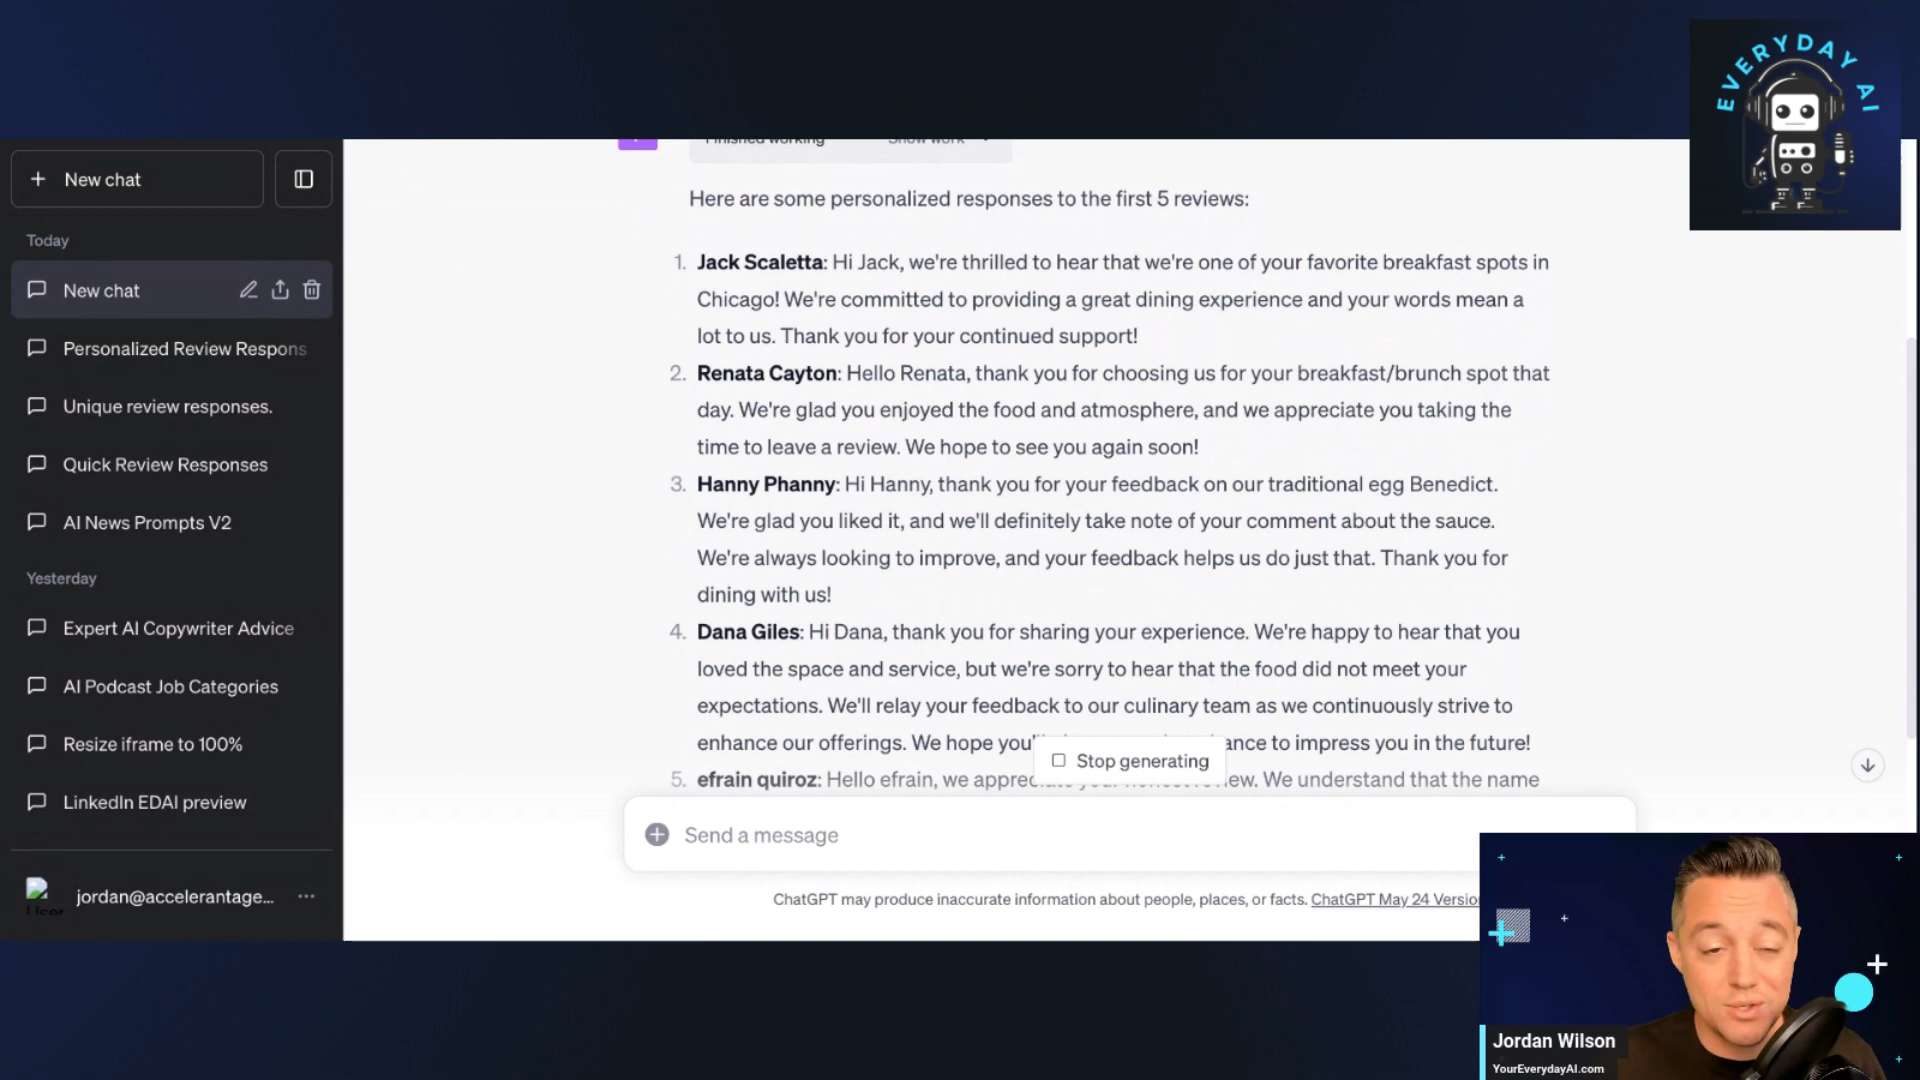 EVERYDAY AI
New chat
Today
New chat
Personalized Review Respons
Unique review responses.
Quick Review Responses
AI News Prompts V2
Yesterday
Expert AI Copywriter Advice
AI Podcast Job Categories
Resize iframe to 100%
LinkedIn EDAI preview
jordan@accelerantage...
Finished working Show work
Here are some personalized responses to the first 5 reviews:
1. Jack Scaletta: Hi Jack, we're thrilled to hear that we're one of your favorite breakfast spots in
Chicago! We're committed to providing a great dining experience and your words mean a
lot to us. Thank you for your continued support!
2. Renata Cayton: Hello Renata, thank you for choosing us for your breakfast/brunch spot that
day. We're glad you enjoyed the food and atmosphere, and we appreciate you taking the
time to leave a review. We hope to see you again soon!
3. Hanny Phanny: Hi Hanny, thank you for your feedback on our traditional egg Benedict.
We're glad you liked it, and we'll definitely take note of your comment about the sauce.
We're always looking to improve, and your feedback helps us do just that. Thank you for
dining with us!
4. Dana Giles: Hi Dana, thank you for sharing your experience. We're happy to hear that you
loved the space and service, but we're sorry to hear that the food did not meet your
expectations. We'll relay your feedback to our culinary team as we continuously strive to
enhance our offerings. We hope to impress you in the future!
Stop generating
5. efrain quiroz: Hello efrain, we We understand that the name
Send a message
ChatGPT may produce inaccurate information about people, places, or facts. ChatGPT May 24 Versio
Jordan Wilson
YourEverydayAI.com